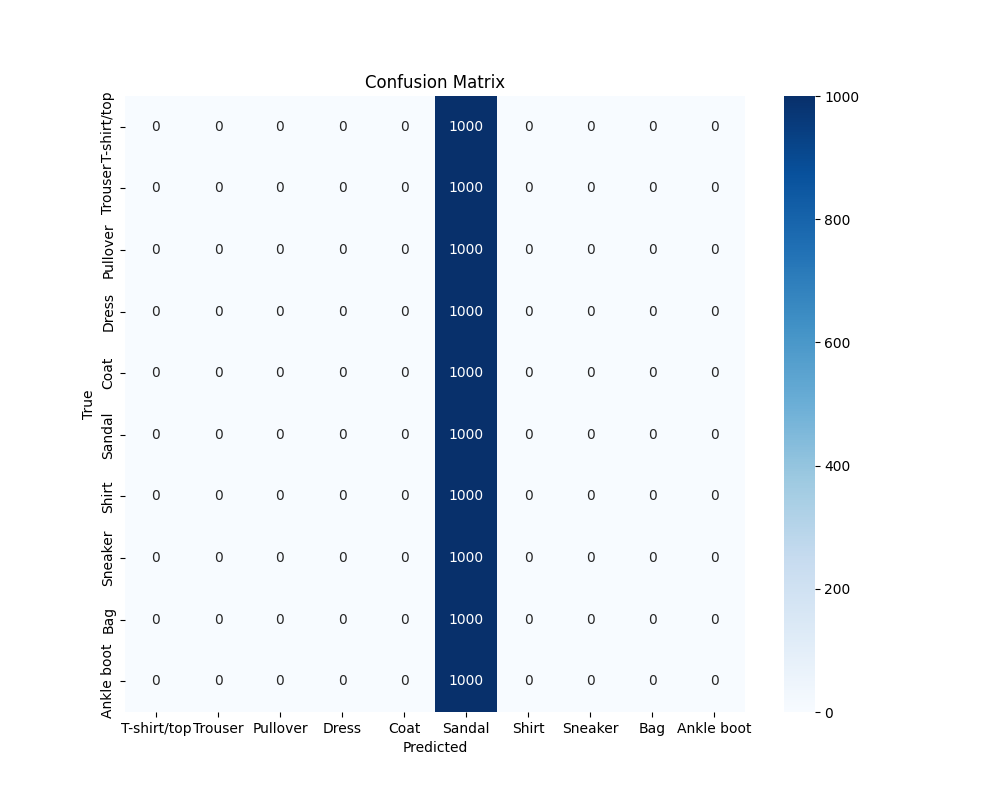 Confusion Matrix
T-shirt/top 0 0 0 0 0 1000 0 0 0 0
Trouser 0 0 0 0 0 1000 0 0 0 0
Pullover 0 0 0 0 0 1000 0 0 0 0
Dress 0 0 0 0 0 1000 0 0 0 0
Coat 0 0 0 0 0 1000 0 0 0 0
Sandal 0 0 0 0 0 1000 0 0 0 0
Shirt 0 0 0 0 0 1000 0 0 0 0
Sneaker 0 0 0 0 0 1000 0 0 0 0
Bag 0 0 0 0 0 1000 0 0 0 0
Ankle boot 0 0 0 0 0 1000 0 0 0 0
True
T-shirt/top Trouser Pullover Dress Coat Sandal Shirt Sneaker Bag Ankle boot
Predicted
1000
800
600
400
200
0